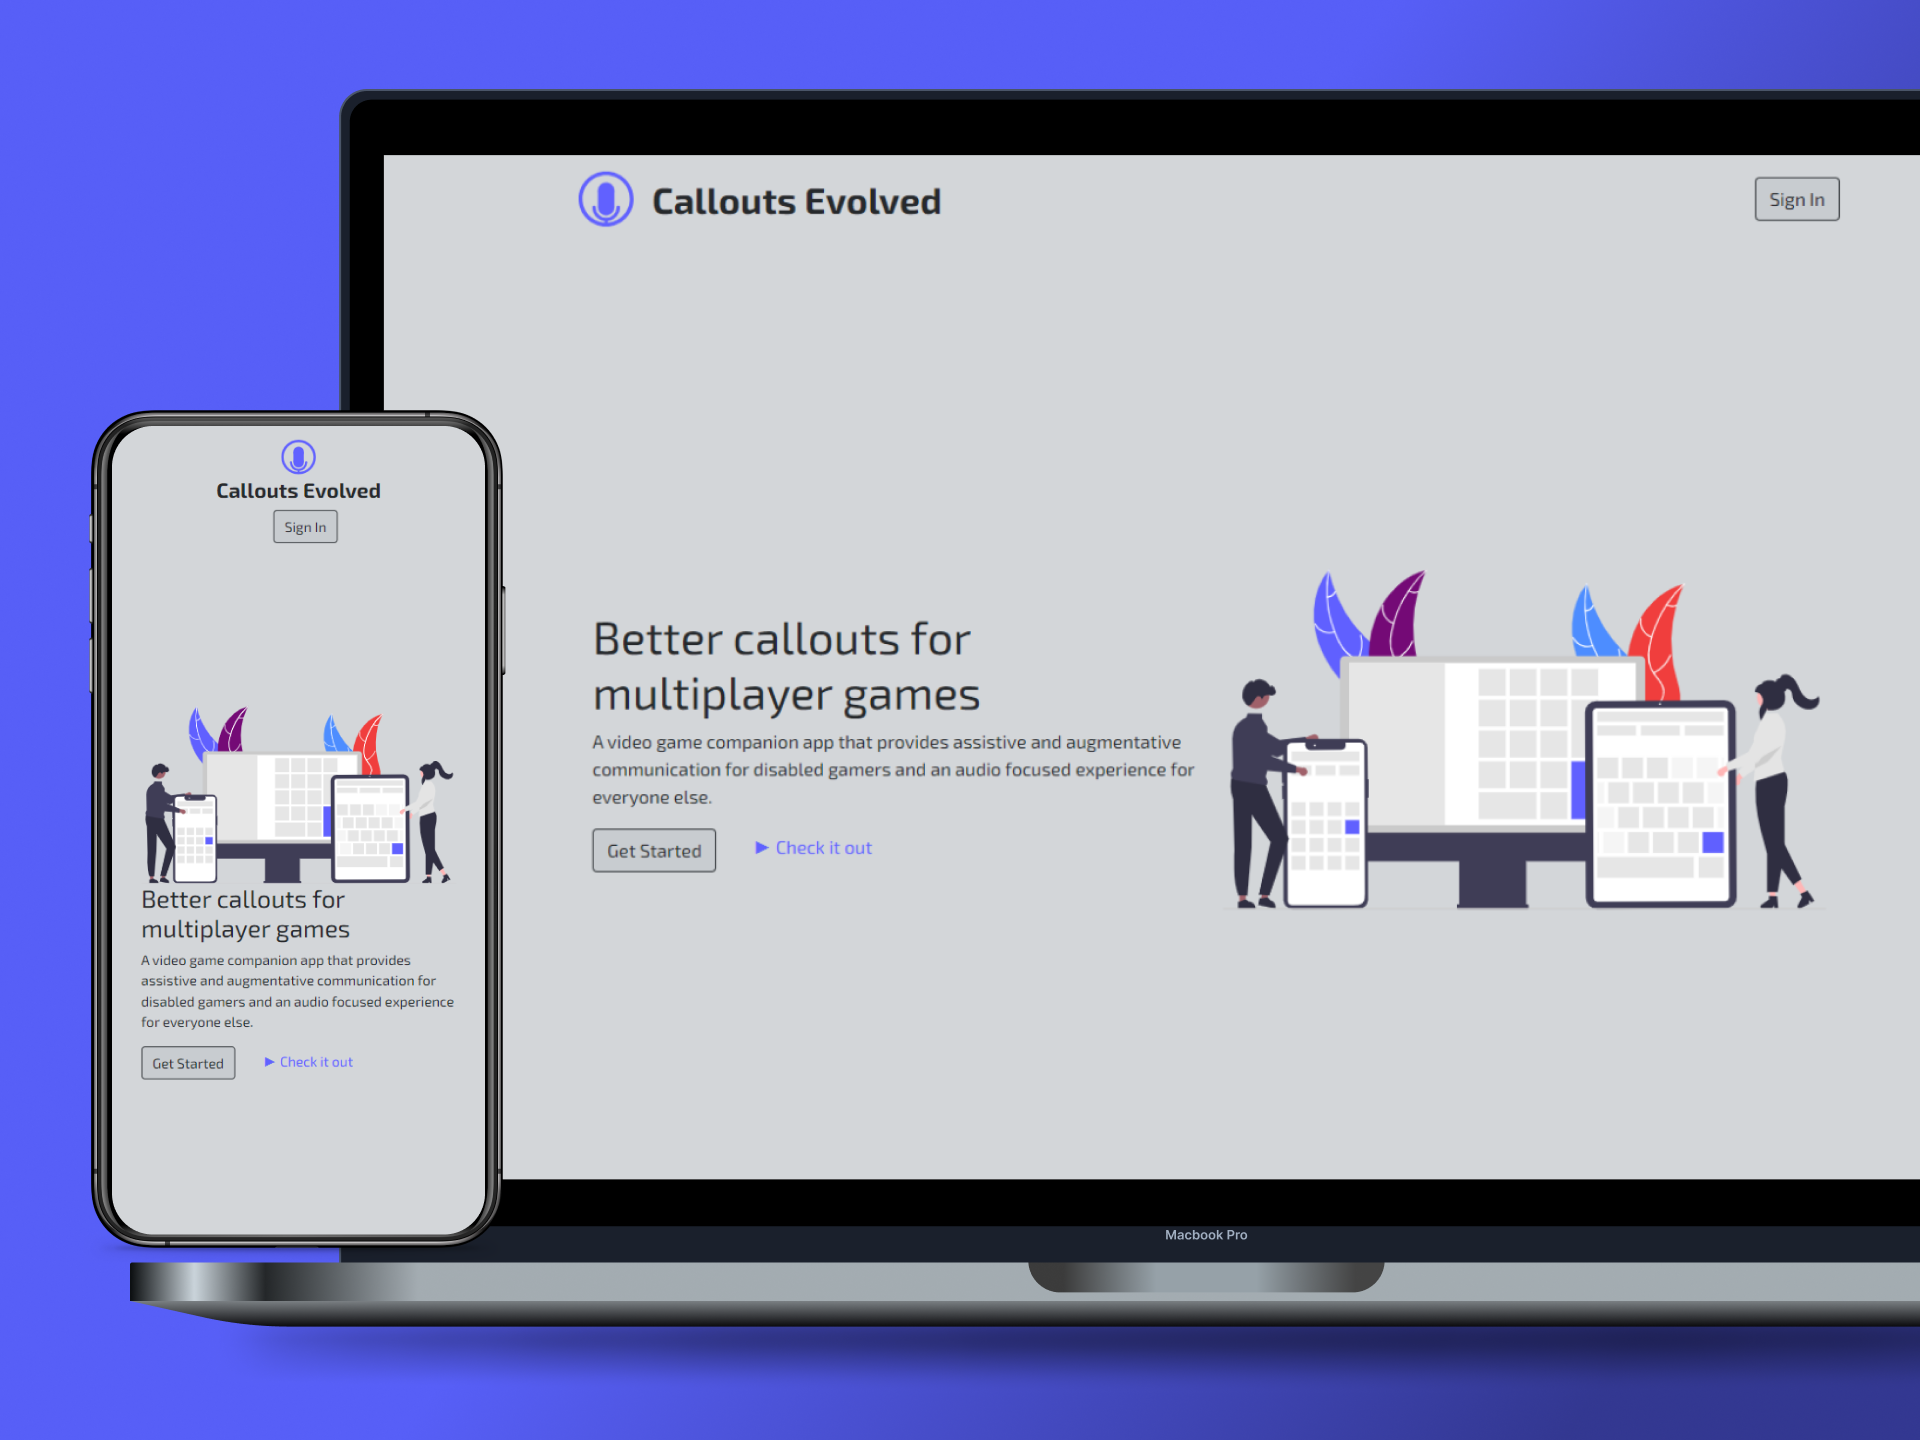 Callouts Evolved
Sign In
Better callouts for
multiplayer games
A video game companion app that provides assistive and augmentative
communication for disabled gamers and an audio focused experience for
everyone else.
Get Started
▶ Check it out
Macbook Pro
Callouts Evolved
Sign In
Better callouts for
multiplayer games
A video game companion app that provides
assistive and augmentative communication for
disabled gamers and an audio focused experience
for everyone else.
Get Started
▶ Check it out